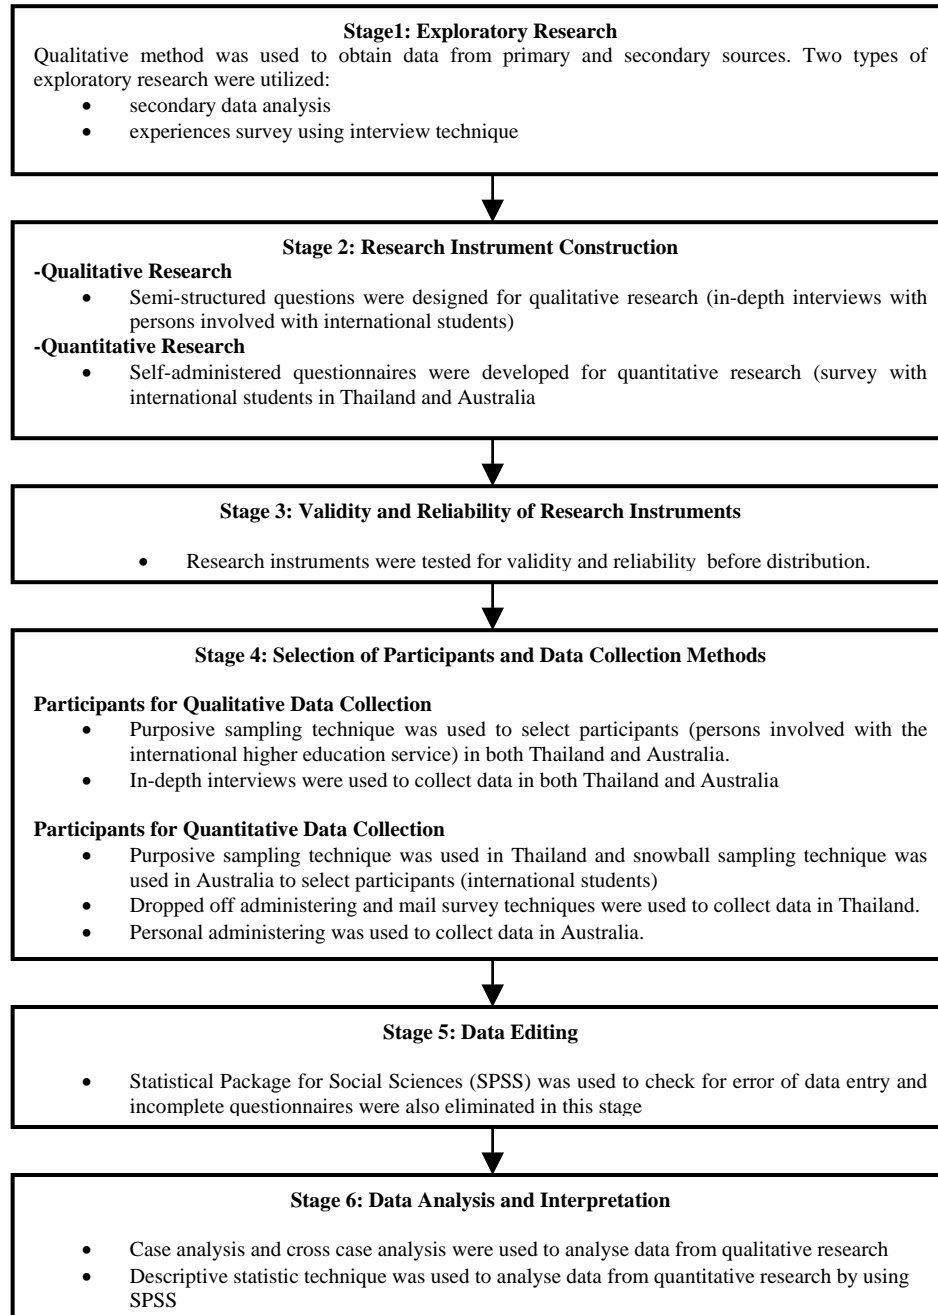 Stage1: Exploratory Research
Qualitative method was used to obtain data from primary and secondary sources. Two types of
exploratory research were utilized:
• secondary data analysis
• experiences survey using interview technique
Stage 2: Research Instrument Construction
-Qualitative Research
• Semi-structured questions were designed for qualitative research (in-depth interviews with
persons involved with international students)
-Quantitative Research
• Self-administered questionnaires were developed for quantitative research (survey with
international students in Thailand and Australia
Stage 3: Validity and Reliability of Research Instruments
• Research instruments were tested for validity and reliability before distribution.
Stage 4: Selection of Participants and Data Collection Methods
Participants for Qualitative Data Collection
• Purposive sampling technique was used to select participants (persons involved with the
international higher education service) in both Thailand and Australia.
• In-depth interviews were used to collect data in both Thailand and Australia
Participants for Quantitative Data Collection
• Purposive sampling technique was used in Thailand and snowball sampling technique was
used in Australia to select participants (international students)
• Dropped off administering and mail survey techniques were used to collect data in Thailand.
• Personal administering was used to collect data in Australia.
Stage 5: Data Editing
• Statistical Package for Social Sciences (SPSS) was used to check for error of data entry and
incomplete questionnaires were also eliminated in this stage
Stage 6: Data Analysis and Interpretation
• Case analysis and cross case analysis were used to analyse data from qualitative research
• Descriptive statistic technique was used to analyse data from quantitative research by using
SPSS